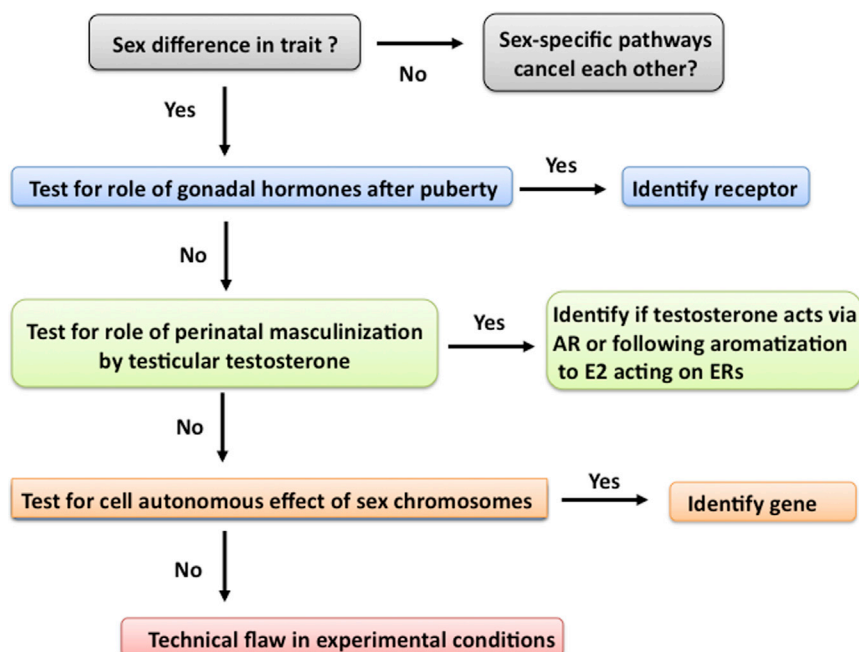 Sex difference in trait ?
No
Sex-specific pathways
cancel each other?
Yes
Test for role of gonadal hormones after puberty
Yes
Identify receptor
No
Test for role of perinatal masculinization
by testicular testosterone
Yes
Identify if testosterone acts via
AR or following aromatization
to E2 acting on ERs
No
Test for cell autonomous effect of sex chromosomes
Yes
Identify gene
No
Technical flaw in experimental conditions